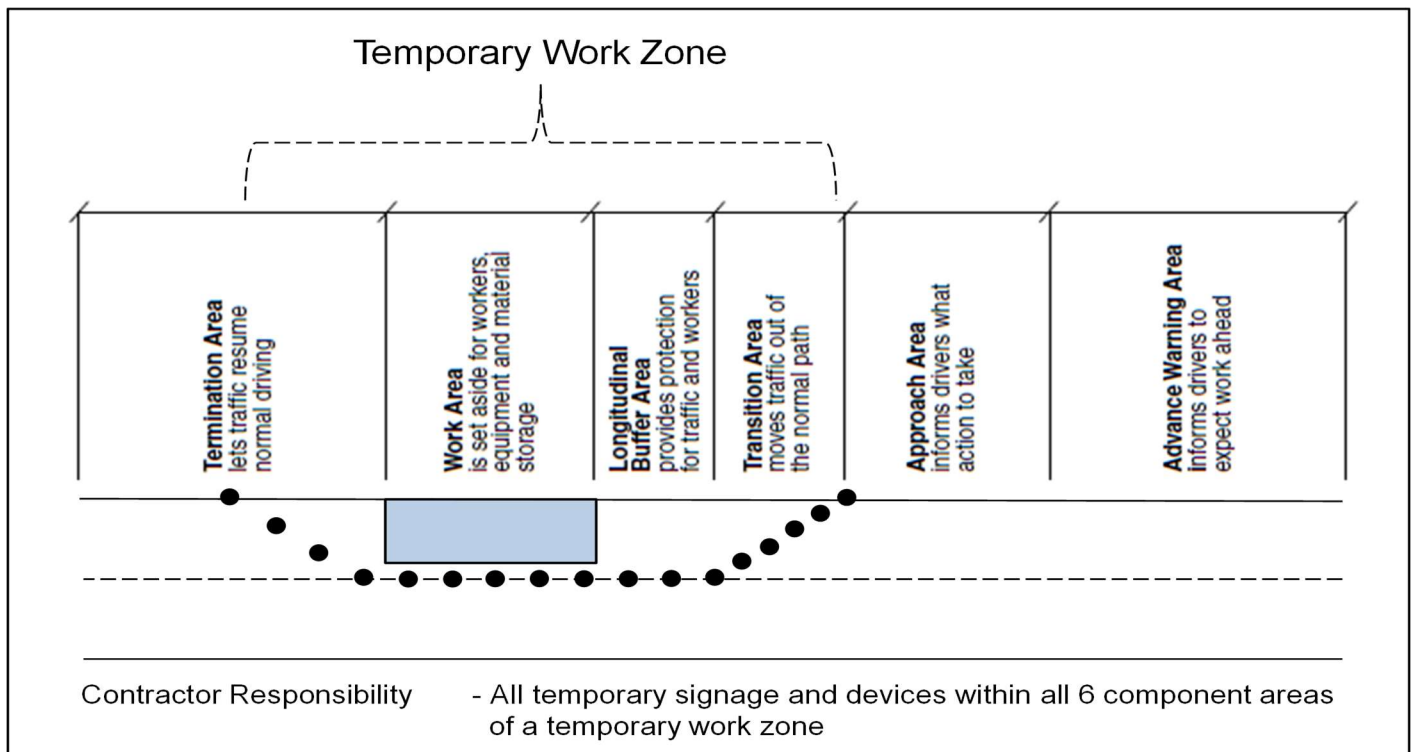 Temporary Work Zone
Termination Area
lets traffic resume
normal driving
Work Area
is set aside for workers,
equipment and material
storage
Longitudinal
Buffer Area
provides protection
for traffic and workers
Transition Area
moves traffic out of
the normal path
Approach Area
informs drivers what
action to take
Advance Warning Area
informs drivers to
expect work ahead
Contractor Responsibility - All temporary signage and devices within all 6 component areas
of a temporary work zone